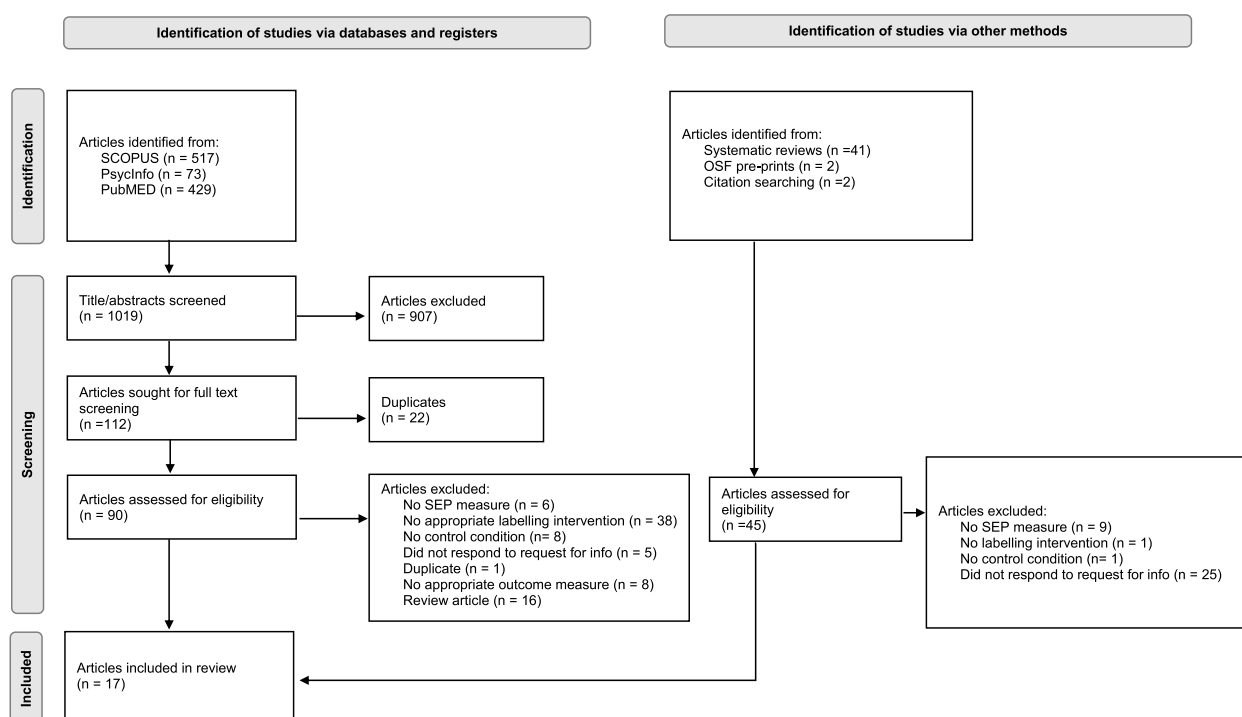 Identification of studies via databases and registers
Identification of studies via other methods
Identification
Articles identified from:
SCOPUS (n = 517)
PsycInfo (n = 73)
PubMED (n = 429)
Articles identified from:
Systematic reviews (n =41)
OSF pre-prints (n = 2)
Citation searching (n =2)
Screening
Title/abstracts screened
(n = 1019)
Articles excluded
(n = 907)
Articles sought for full text
screening
(n =112)
Duplicates
(n = 22)
Articles assessed for eligibility
(n = 90)
Articles excluded:
No SEP measure (n = 6)
No appropriate labelling intervention (n = 38)
No control condition (n = 8)
Did not respond to request for info (n = 5)
Duplicate (n = 1)
No appropriate outcome measure (n = 8)
Review article (n = 16)
Articles assessed for
eligibility
(n =45)
Articles excluded:
No SEP measure (n = 9)
No labelling intervention (n = 1)
No control condition (n= 1)
Did not respond to request for info (n = 25)
Included
Articles included in review
(n = 17)